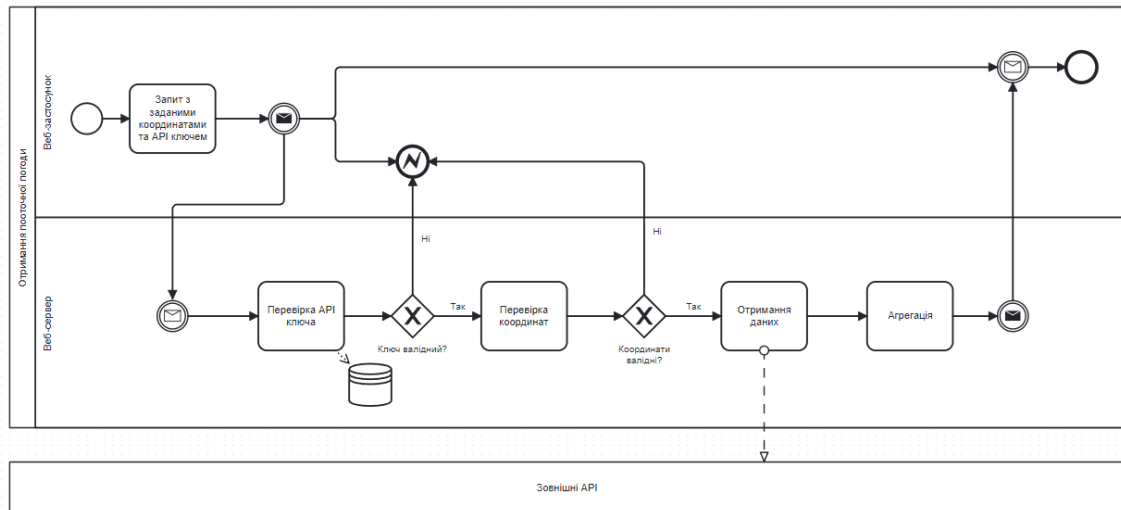 Отримання поточної погоди
Веб-застосунок
Запит з
заданими
координатами
та API ключем
Веб-сервер
Ні
Ні
Перевірка API
ключа
Так
Ключ валідний?
Перевірка
координат
Так
Координати
валідні?
Отримання
даних
Агрегація
Зовнішні API